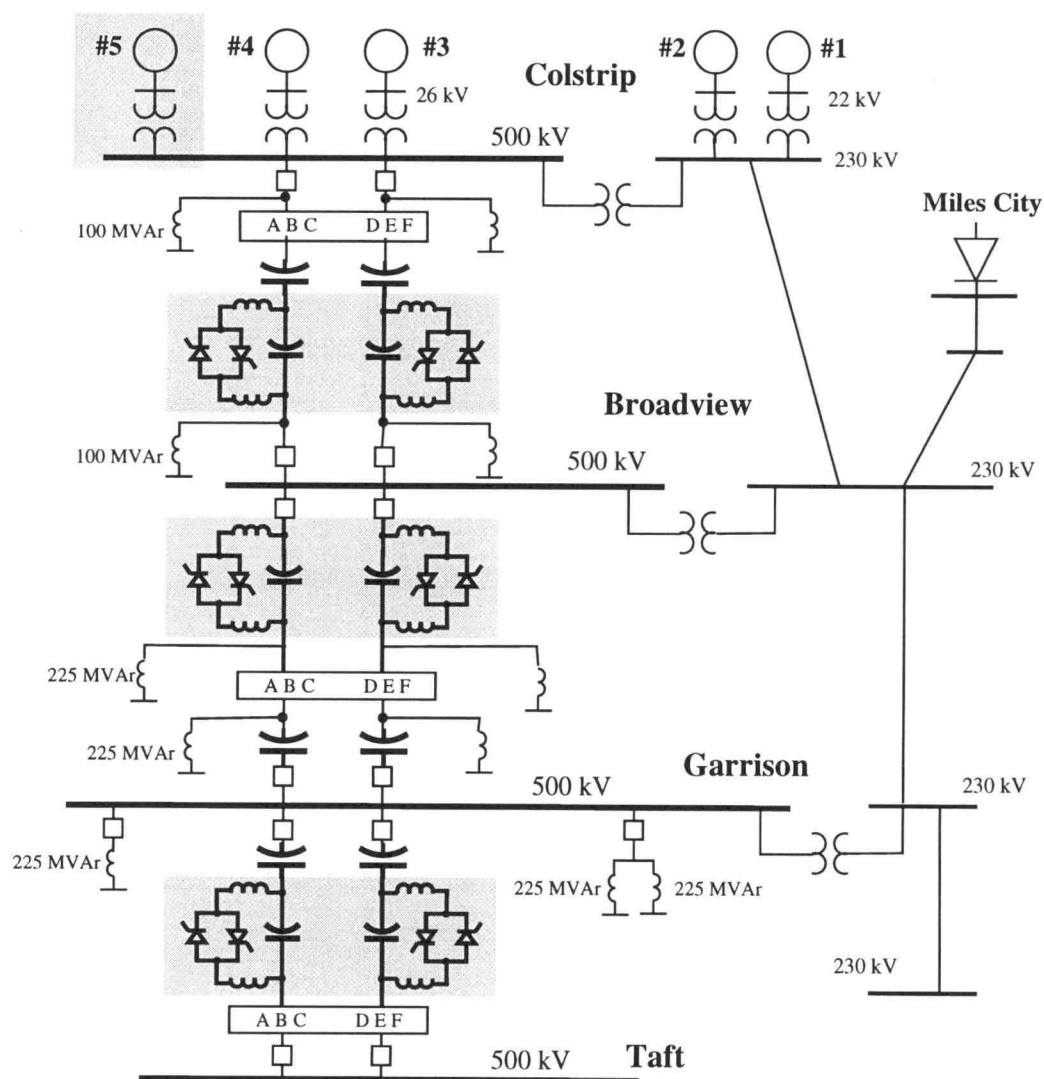 #5
#4
#3
#2
#1
Colstrip
26 kV
22 kV
500 kV
230 kV
Miles City
100 MVAr
A B C
D E F
Broadview
100 MVAr
500 kV
230 kV
225 MVAr
A B C
D E F
225 MVAr
Garrison
500 kV
230 kV
225 MVAr
225 MVAr
225 MVAr
230 kV
A B C
D E F
500 kV
Taft